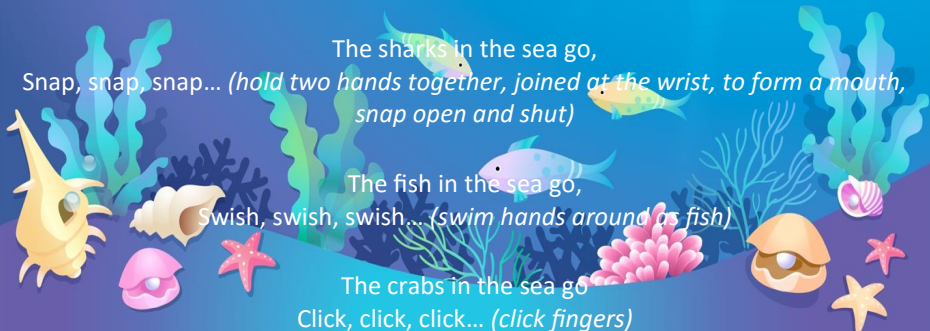 The sharks in the sea go,
Snap, snap, snap… (hold two hands together, joined at the wrist, to form a mouth,
snap open and shut)
The fish in the sea go,
Swish, swish, swish… (swim hands around as fish)
The crabs in the sea go
Click, click, click… (click fingers)